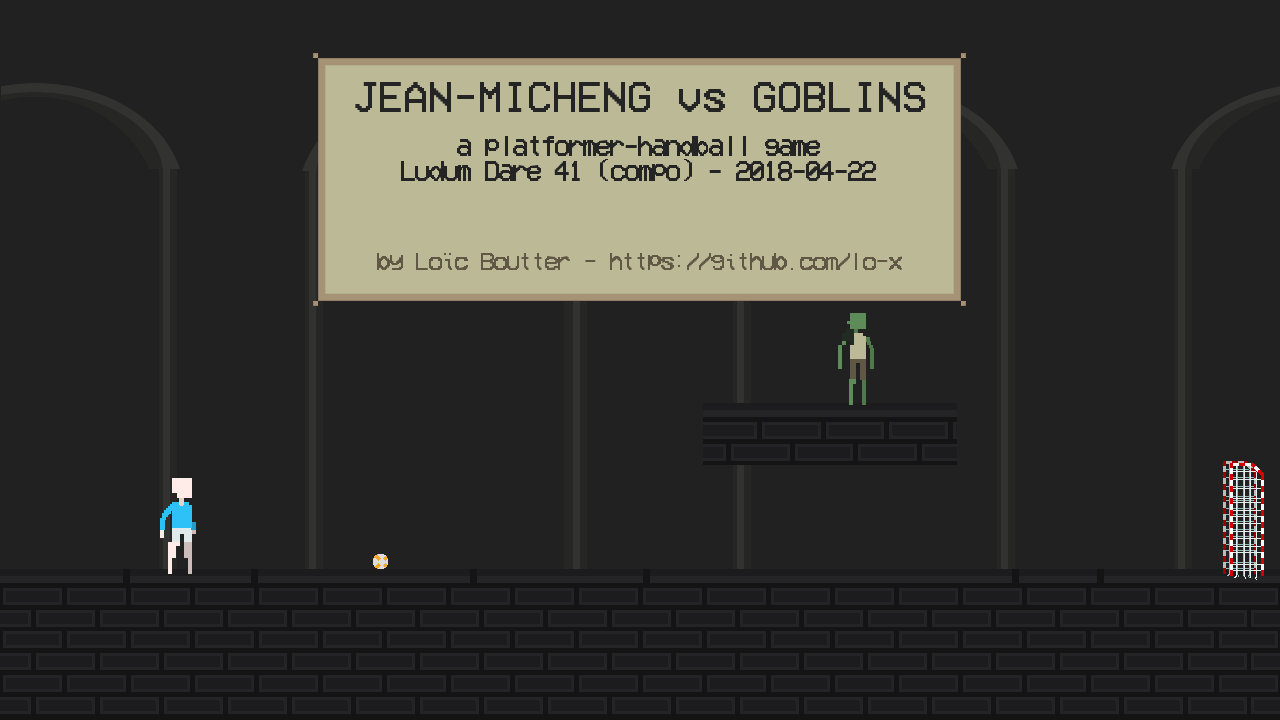 JEAN-MICHENG vs GOBLINS
a platformer-handball game
Ludum Dare 41 (compo) - 2018-04-22
by Loïc Boutter - https://github.com/lo-x